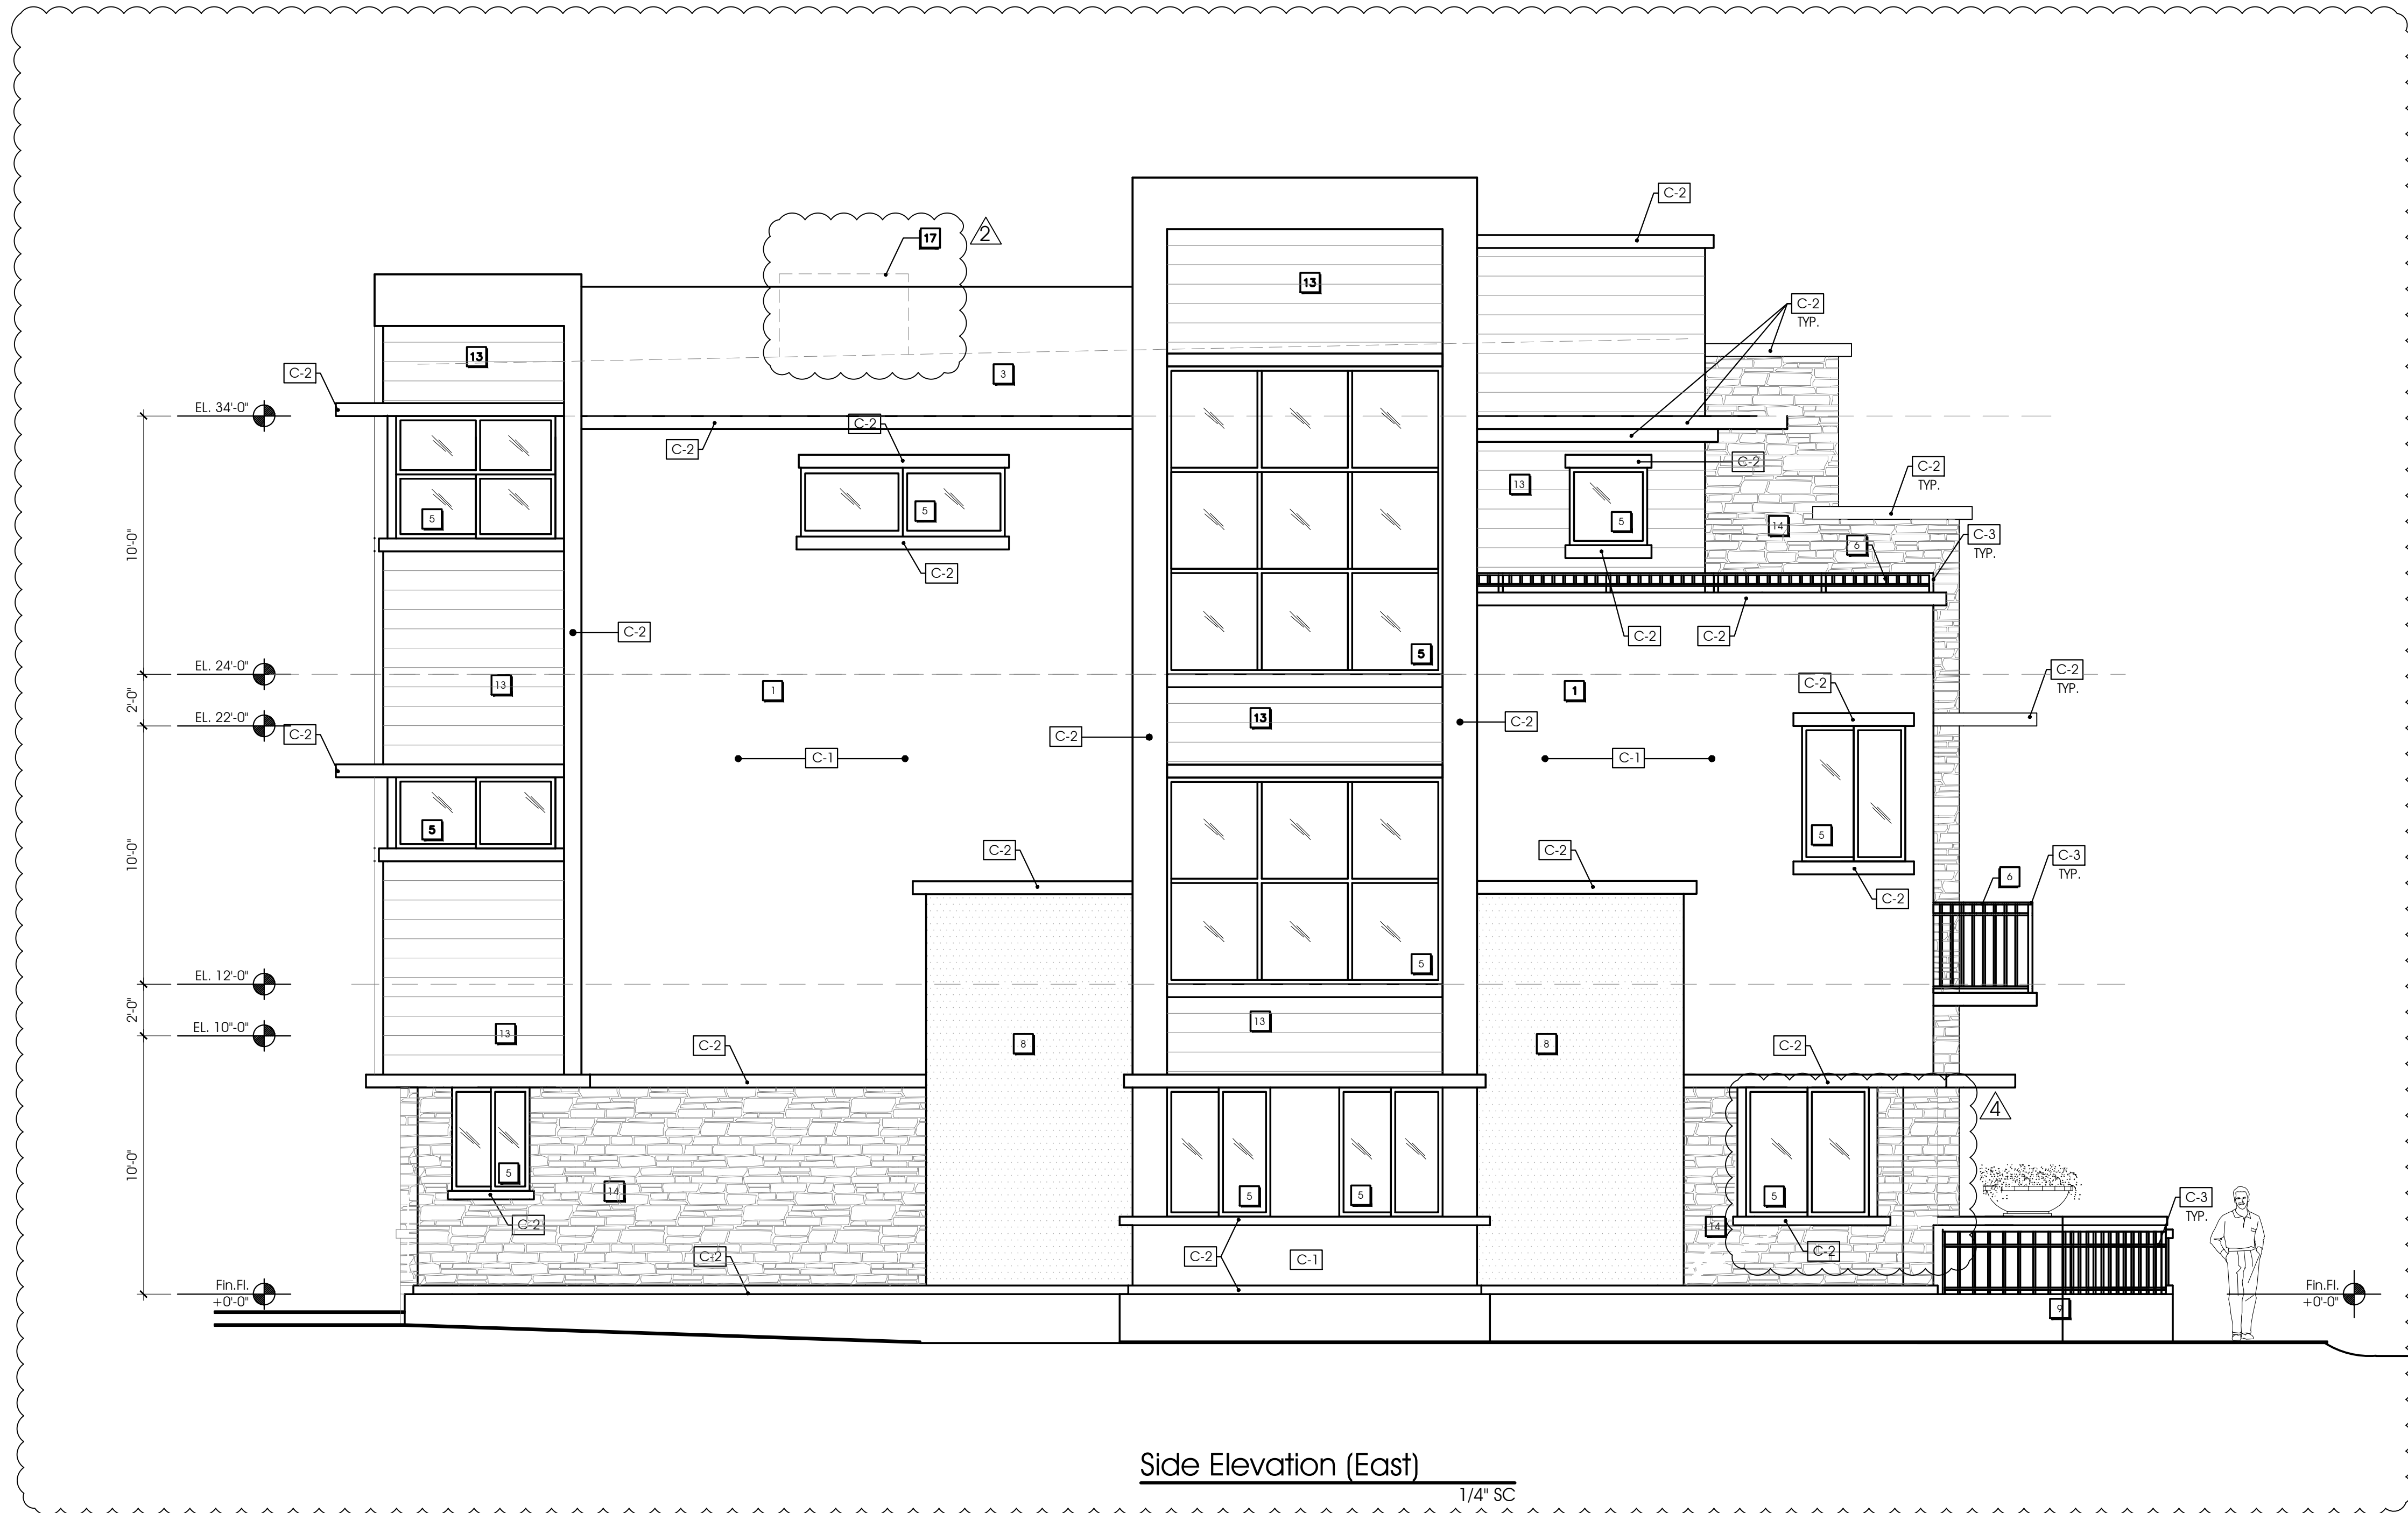 C-2
17
2
C-2
TYP.
13
13
3
C-2
EL. 34'-0"
C-2
C-2
C-2
C-2
TYP.
13
5
5
5
14
6
C-3
TYP.
10'-0"
C-2
C-2
C-2
C-2
5
EL. 24'-0"
13
1
1
C-2
C-2
TYP.
2'-0"
EL. 22'-0"
C-2
C-2
13
C-2
C-1
C-1
5
5
10'-0"
C-2
C-2
C-3
TYP.
6
C-2
5
EL. 12'-0"
2'-0"
EL. 10"-0"
13
13
C-2
8
8
C-2
4
10'-0"
5
14
5
5
5
C-3
TYP.
C-2
14
C-2
C-2
C-2
C-1
Fin.Fl.
+0'-0"
9
Fin.Fl.
+0'-0"
Side Elevation (East)
1/4" SC